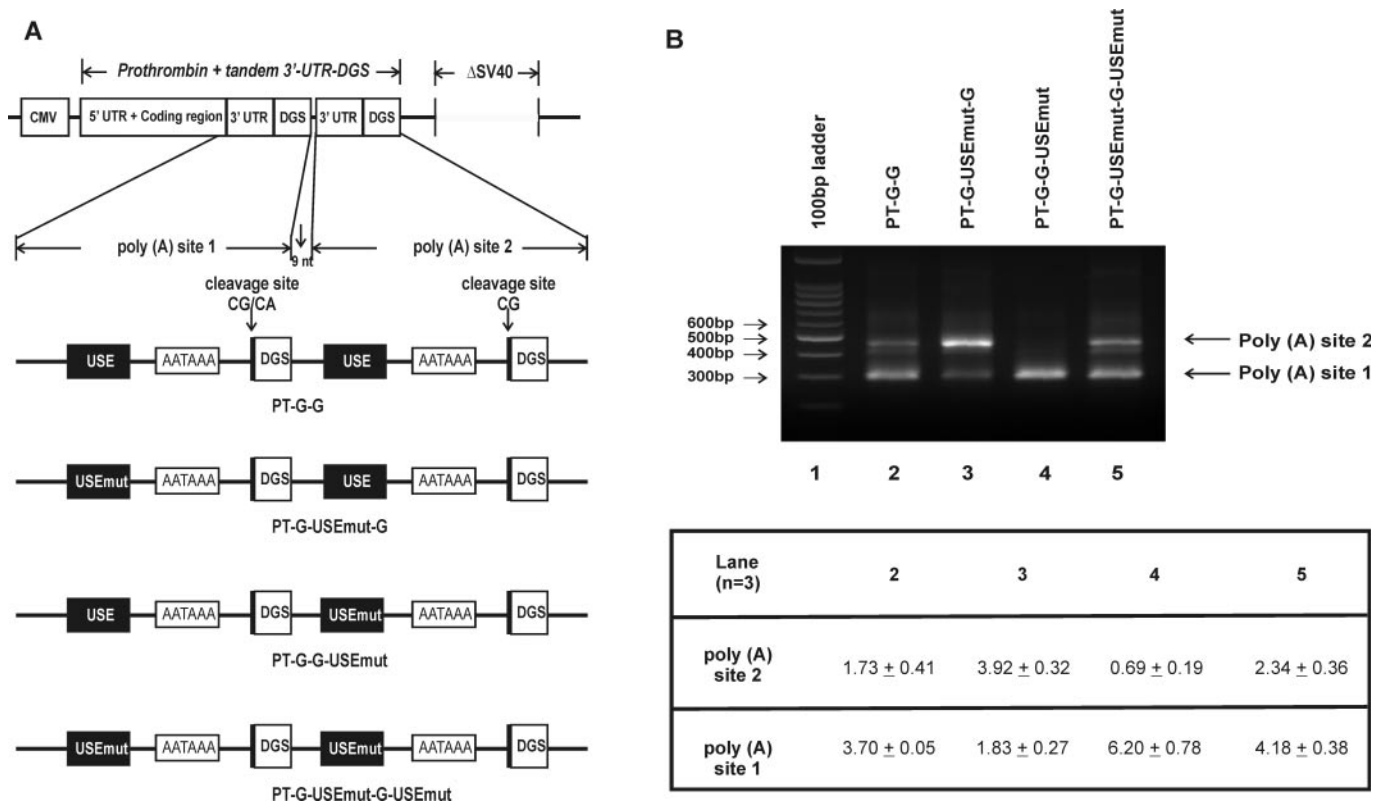 A
Prothrombin + tandem 3'-UTR-DGS
ΔSV40
CMV
5' UTR + Coding region
3' UTR
DGS
3' UTR
DGS
poly (A) site 1
9 nt
poly (A) site 2
cleavage site
CG/CA
cleavage site
CG
USE
AATAAA
DGS
USE
AATAAA
DGS
PT-G-G
USEmut
AATAAA
DGS
USE
AATAAA
DGS
PT-G-USEmut-G
USE
AATAAA
DGS
USEmut
AATAAA
DGS
PT-G-G-USEmut
USEmut
AATAAA
DGS
USEmut
AATAAA
DGS
PT-G-USEmut-G-USEmut
B
100bp ladder
PT-G-G
PT-G-USEmut-G
PT-G-G-USEmut
PT-G-USEmut-G-USEmut
600bp
500bp
400bp
300bp
Poly (A) site 2
Poly (A) site 1
1 2 3 4 5
Lane
(n=3)
2 3 4 5
poly (A)
site 2
1.73 ± 0.41 3.92 ± 0.32 0.69 ± 0.19 2.34 ± 0.36
poly (A)
site 1
3.70 ± 0.05 1.83 ± 0.27 6.20 ± 0.78 4.18 ± 0.38